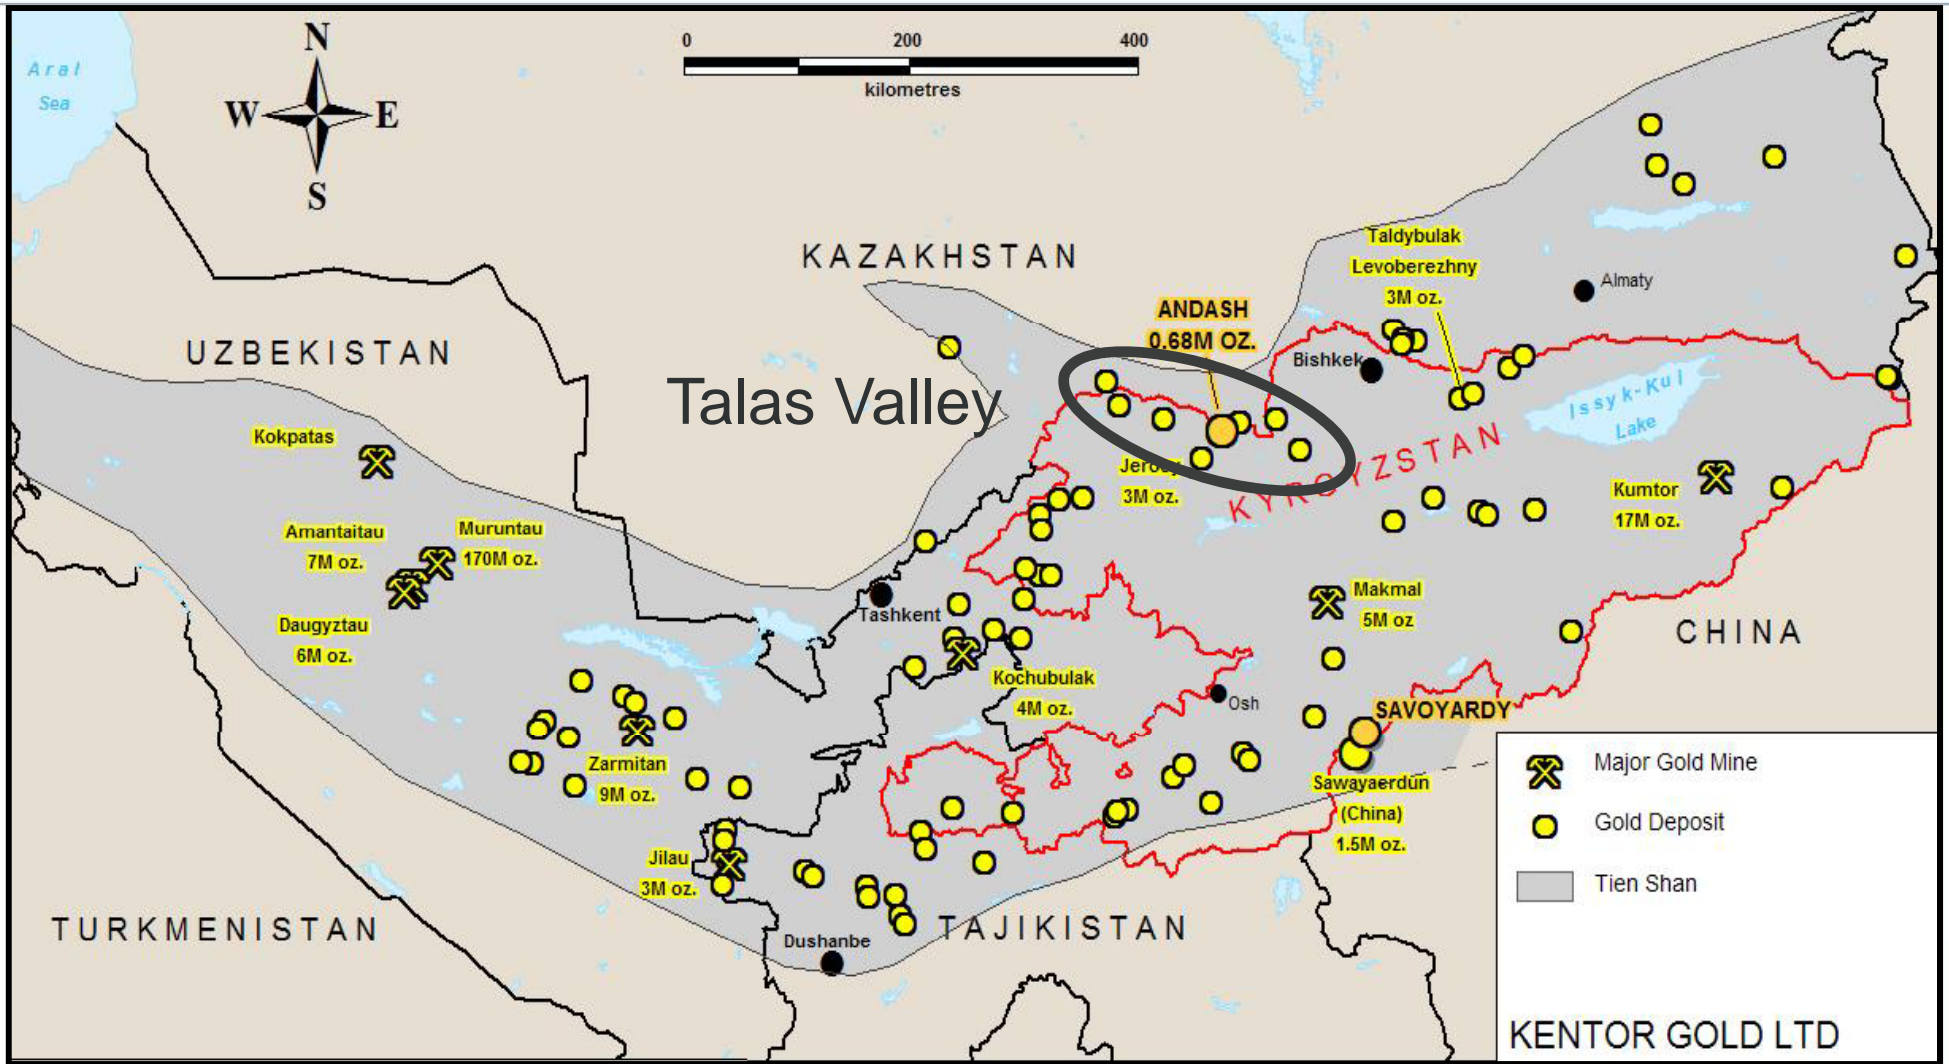 Aral
Sea
N
W
E
S
0
200
400
kilometres
KAZAKHSTAN
UZBEKISTAN
Talas Valley
ANDASH
0.68M OZ.
Taldybulak
Levoberezhny
3M oz.
Almaty
Bishkek
Issyk-Kul
Lake
KYRGYZSTAN
Jerooy
3M oz.
Kokpatas
Amantaitau
7M oz.
Muruntau
170M oz.
Daugyztau
6M oz.
Tashkent
Kumtor
17M oz.
Makmal
5M oz
CHINA
Kochubulak
4M oz.
Osh
SAVOYARDY
Zarmitan
9M oz.
Sawayaerdun
(China)
1.5M oz.
Jilau
3M oz.
TURKMENISTAN
TAJIKISTAN
Dushanbe
Major Gold Mine
Gold Deposit
Tien Shan
KENTOR GOLD LTD